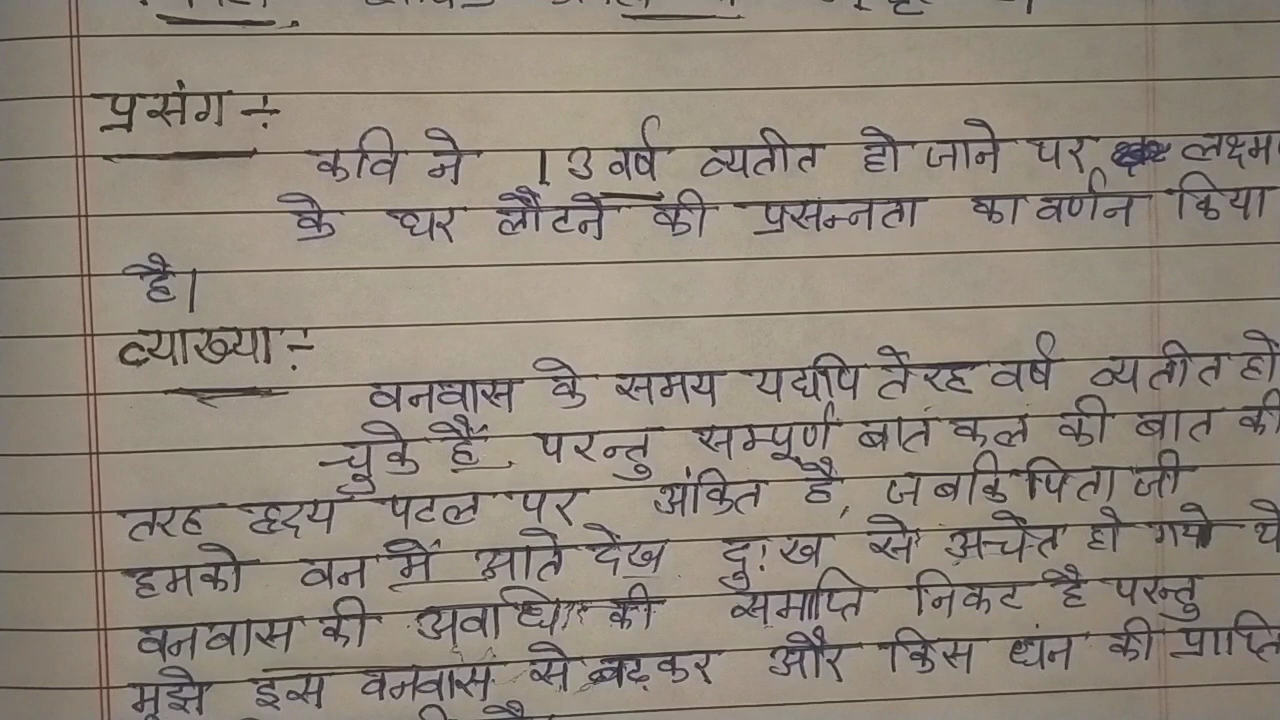 प्रसंग ÷
कवि ने 13 वर्ष व्यतीत हो जाने पर लक्ष्म
के घर लौटने की प्रसन्नता का वर्णन किया
है।
व्याख्या ÷
वनवास के समय यद्यपि तेरह वर्ष व्यतीत हो
चुके हैं, परन्तु सम्पूर्ण बात कल की बात की
तरह हृदय पटल पर अंकित है, जबकि पिता जी
हमको वन में आते देख दुःख से अचेत हो गये थे
वनवास की अवधि की समाप्ति निकट है परन्तु
मुझे इस वनवास से बढ़कर और किस धन की प्राप्ति